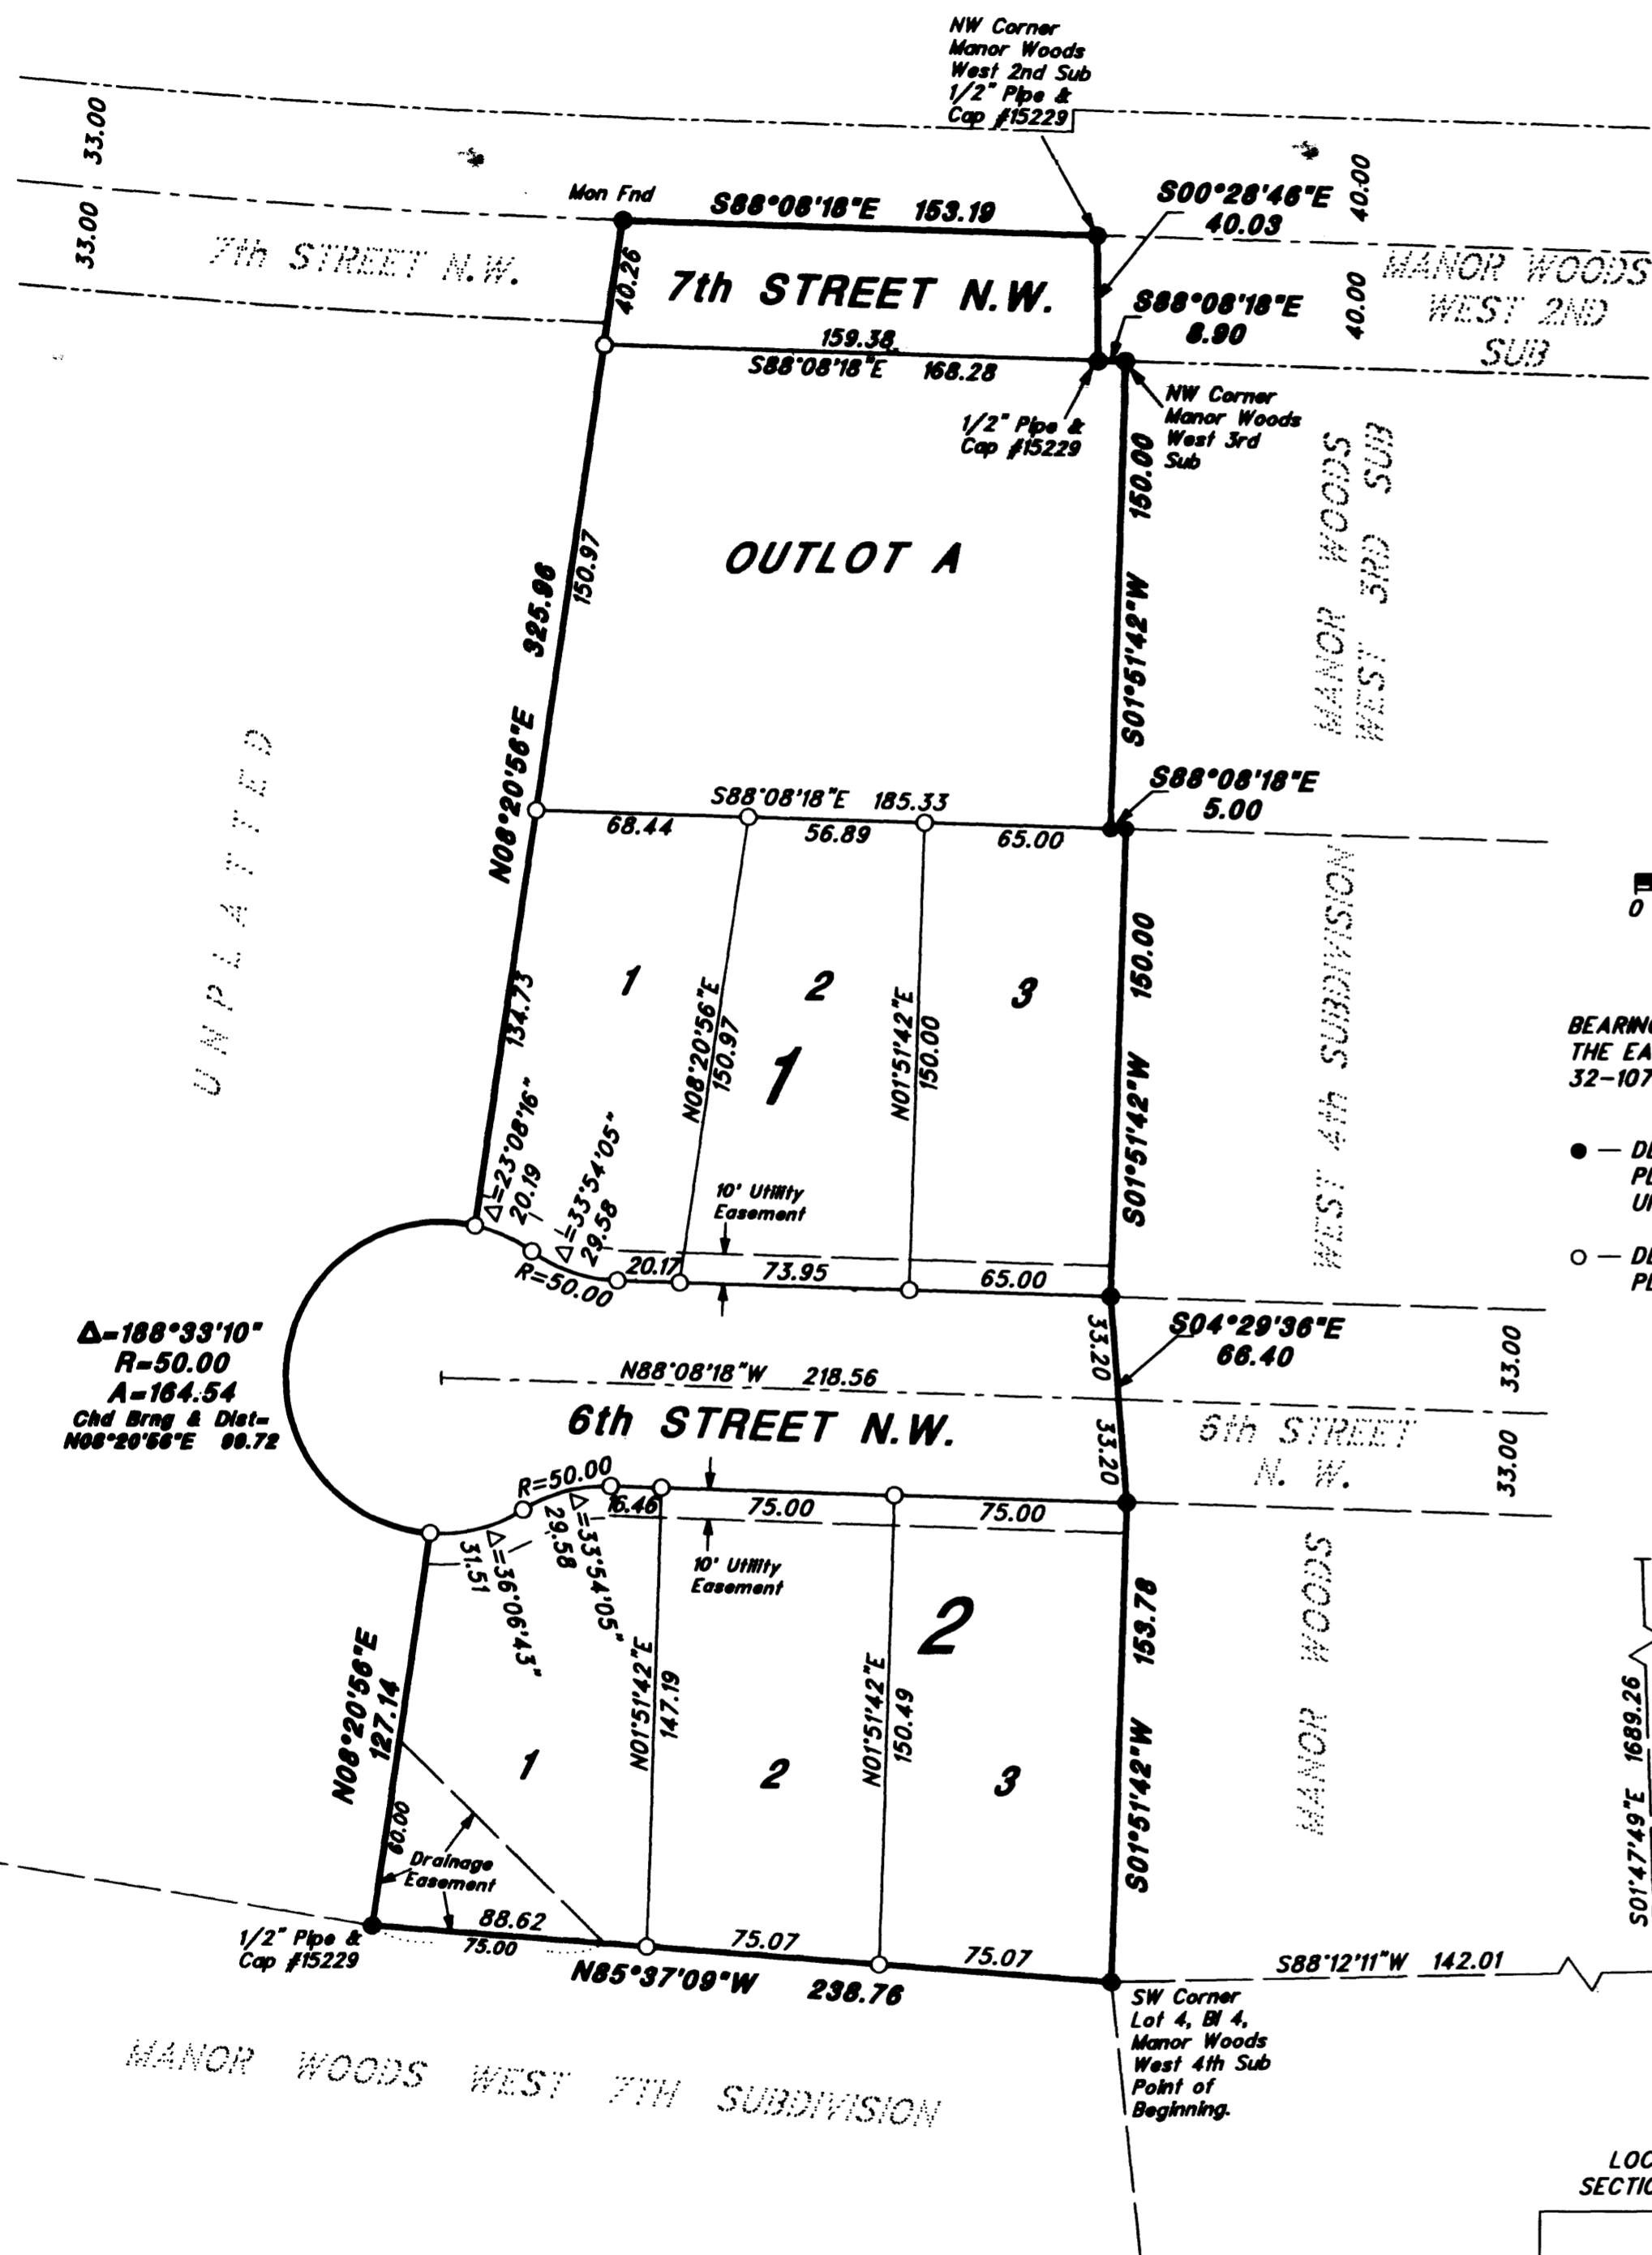 NW Corner
Manor Woods
West 2nd Sub
1/2" Pipe &
Cap #15229
33.00
33.00
Mon Fnd
S88°08'18"E 153.19
S00°28'46"E
40.03
40.00
40.00
7th STREET N.W.
40.26
7th STREET N.W.
S88°08'18"E
8.90
MANOR WOODS
WEST 2ND
SUB
159.38
S88°08'18"E 168.28
1/2" Pipe &
Cap #15229
NW Corner
Manor Woods
West 3rd
Sub
MANOR WOODS
WEST 3RD SUB
S01°51'42"W 150.00
OUTLOT A
150.97
N08°20'56"E 325.96
UNPLATTED
S88°08'18"E 185.33
68.44
56.89
65.00
S88°08'18"E
5.00
WEST 4th SUBDIVISION
0
1
2
3
1
134.73
N08°20'56"E
150.97
N01°51'42"E
150.00
S01°51'42"W 150.00
BEARING
THE EA
32-107
● — DE
PL
UN
○ — DE
PL
Δ=23°08'16"
20.19
Δ=33°54'05"
29.58
R=50.00
10' Utility
Easement
20.17
73.95
65.00
33.20
S04°29'36"E
66.40
33.00
Δ=188°33'10"
R=50.00
A=164.54
Chd Brng & Dist=
N08°20'56"E 99.72
N88°08'18"W 218.56
6th STREET N.W.
33.20
6th STREET
N. W.
33.00
R=50.00
16.46
75.00
75.00
31.51
Δ=36°06'43"
29.58
Δ=33°54'05"
10' Utility
Easement
2
N08°20'56"E
127.14
N01°51'42"E
147.19
N01°51'42"E
150.49
S01°51'42"W 153.78
MANOR WOODS
S01°47'49"E 1689.26
1
2
3
60.00
Drainage
Easement
1/2" Pipe &
Cap #15229
88.62
75.00
75.07
75.07
N85°37'09"W 238.76
S88°12'11"W 142.01
SW Corner
Lot 4, Bl 4,
Manor Woods
West 4th Sub
Point of
Beginning.
MANOR WOODS WEST 7TH SUBDIVISION
LOC
SECTIO